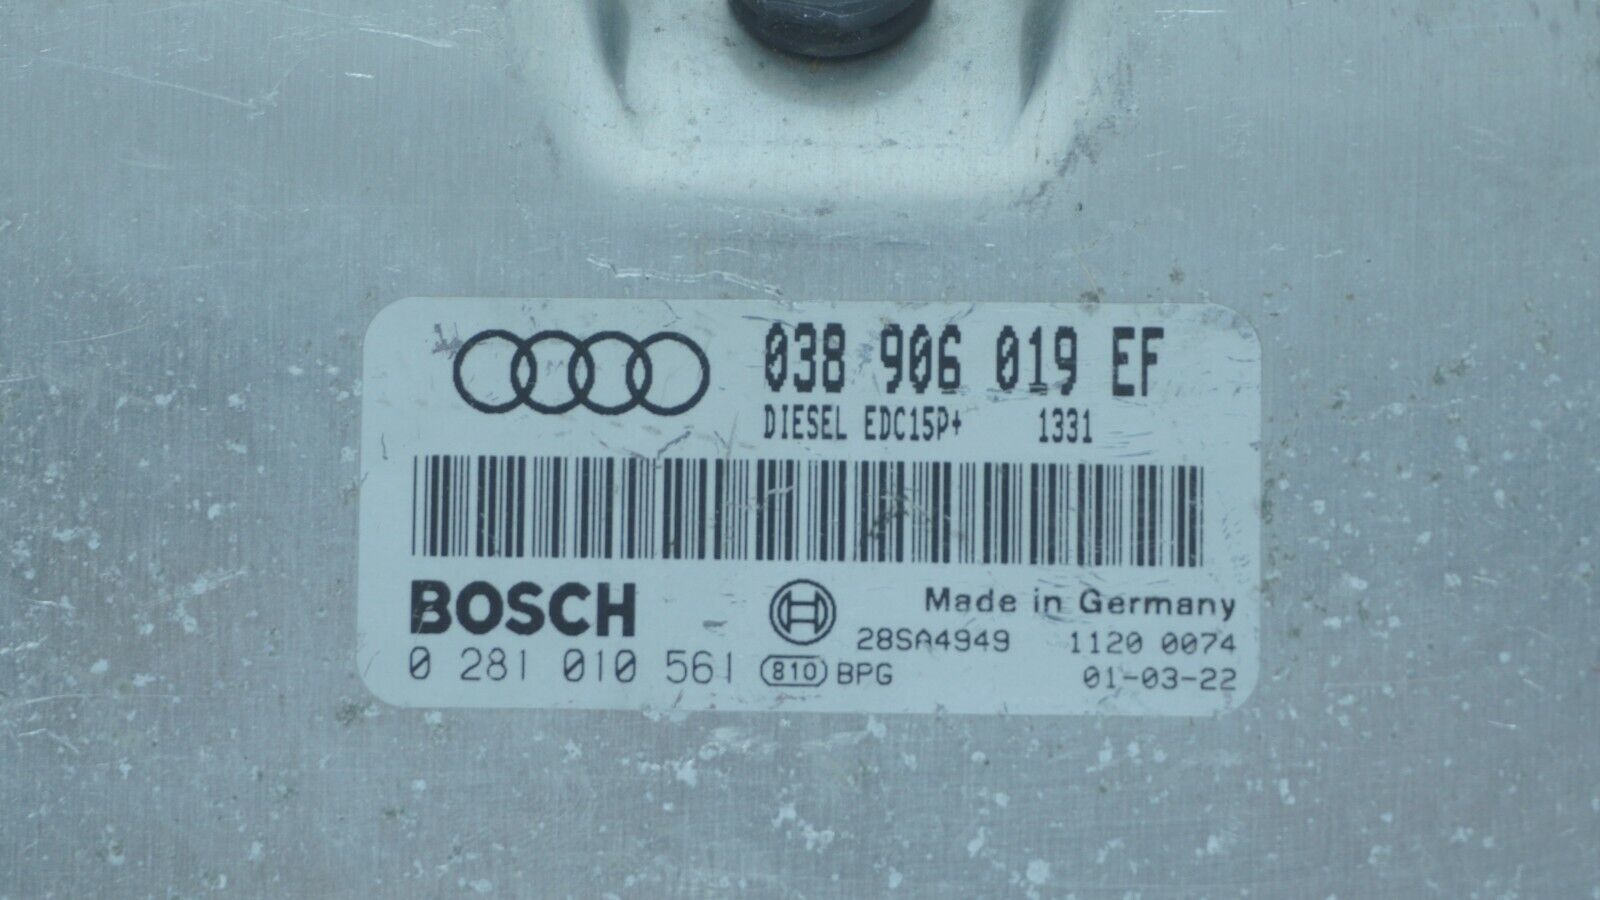 038 906 019 EF
DIESEL EDC15P+ 1331
BOSCH
Made in Germany
28SA4949 1120 0074
0 281 010 561 810 BPG 01-03-22